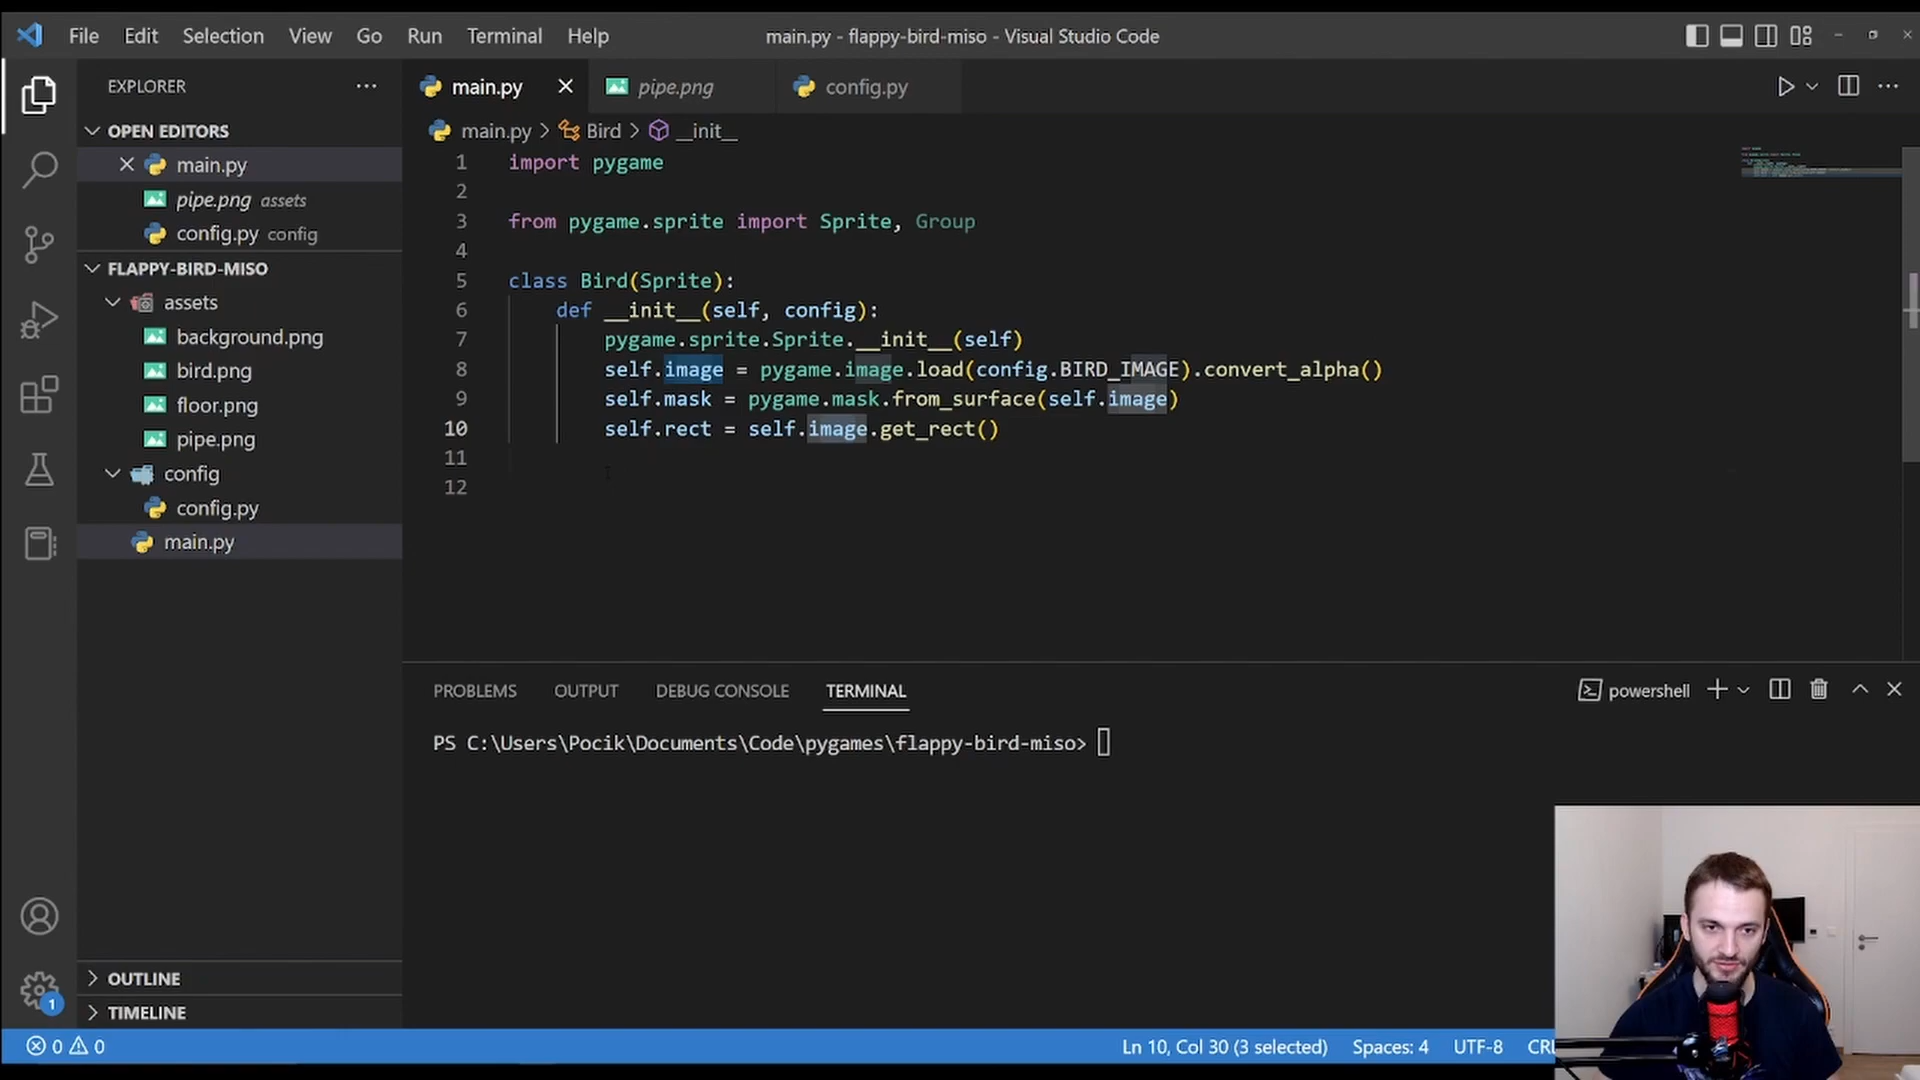 File Edit Selection View Go Run Terminal Help
main.py - flappy-bird-miso - Visual Studio Code
EXPLORER
main.py
pipe.png
config.py
OPEN EDITORS
main.py
pipe.png assets
config.py config
FLAPPY-BIRD-MISO
assets
background.png
bird.png
floor.png
pipe.png
config
config.py
main.py
OUTLINE
TIMELINE
main.py > Bird > __init__
1 import pygame
2
3 from pygame.sprite import Sprite, Group
4
5 class Bird(Sprite):
6 def __init__(self, config):
7 pygame.sprite.Sprite.__init__(self)
8 self.image = pygame.image.load(config.BIRD_IMAGE).convert_alpha()
9 self.mask = pygame.mask.from_surface(self.image)
10 self.rect = self.image.get_rect()
11
12
PROBLEMS OUTPUT DEBUG CONSOLE TERMINAL
powershell
PS C:\Users\Pocik\Documents\Code\pygames\flappy-bird-miso>
1
0 0
Ln 10, Col 30 (3 selected) Spaces: 4 UTF-8